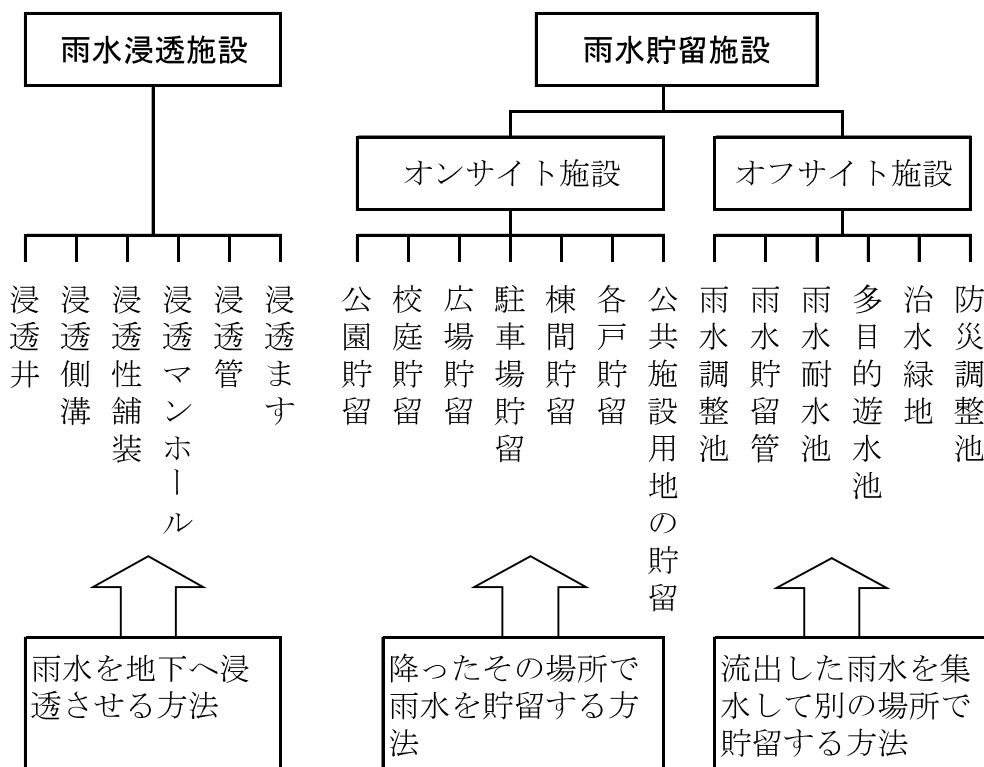 雨水浸透施設
雨水貯留施設
オンサイト施設
オフサイト施設
浸透井
浸透側溝
浸透性舗装
浸透マンホール
浸透管
浸透ます
公園貯留
校庭貯留
広場貯留
駐車場貯留
棟間貯留
各戸貯留
公共施設用地の貯留
雨水調整池
雨水貯留管
雨水耐水池
多目的遊水池
治水緑地
防災調整池
雨水を地下へ浸
透させる方法
降ったその場所で
雨水を貯留する方
法
流出した雨水を集
水して別の場所で
貯留する方法